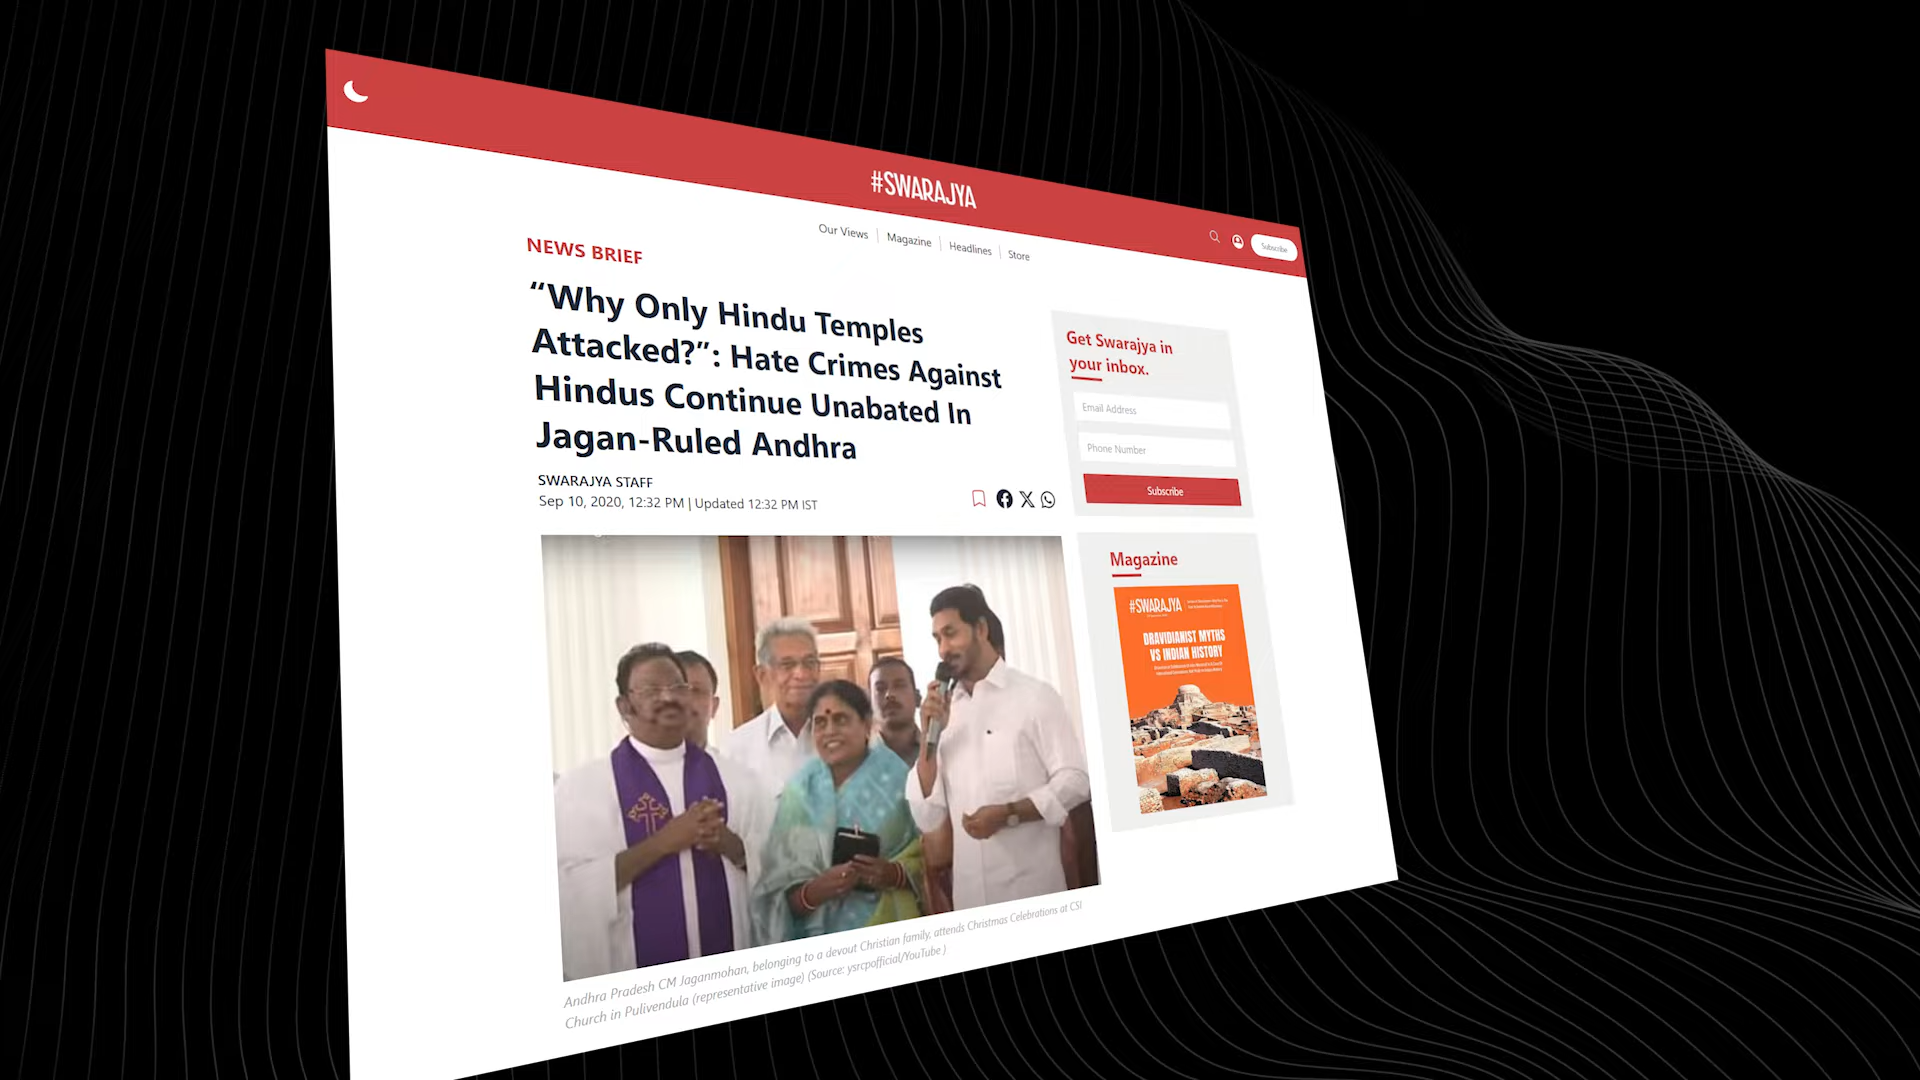 #SWARAJYA
Our Views
Magazine
Headlines
Store
Subscribe
NEWS BRIEF
“Why Only Hindu Temples
Attacked?”: Hate Crimes Against
Hindus Continue Unabated In
Jagan-Ruled Andhra
SWARAJYA STAFF
Sep 10, 2020, 12:32 PM | Updated 12:32 PM IST
Get Swarajya in
your inbox.
Email Address
Phone Number
Subscribe
Magazine
#SWARAJYA
DRAVIDIANIST MYTHS
VS INDIAN HISTORY
Andhra Pradesh CM Jaganmohan, belonging to a devout Christian family, attends Christmas Celebrations at CSI
Church in Pulivendula (representative image) (Source: ysrcpofficial/YouTube )